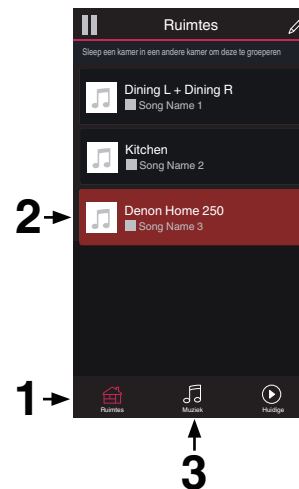 Ruimtes
Sleep een kamer in een andere kamer om deze te groeperen
Dining L + Dining R
Song Name 1
Kitchen
Song Name 2
2
Denon Home 250
Song Name 3
1
Ruimtes
Muziek
Huidige
3